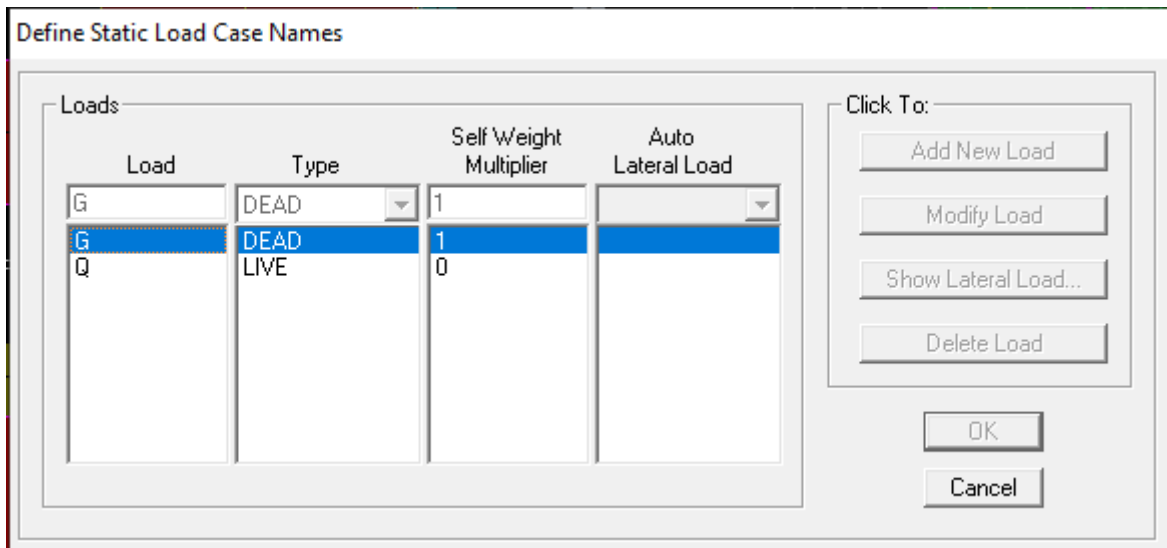 Define Static Load Case Names
Loads
Load Type Self Weight Multiplier Auto Lateral Load
G DEAD 1
G DEAD 1
Q LIVE 0
Click To:
Add New Load
Modify Load
Show Lateral Load...
Delete Load
OK
Cancel